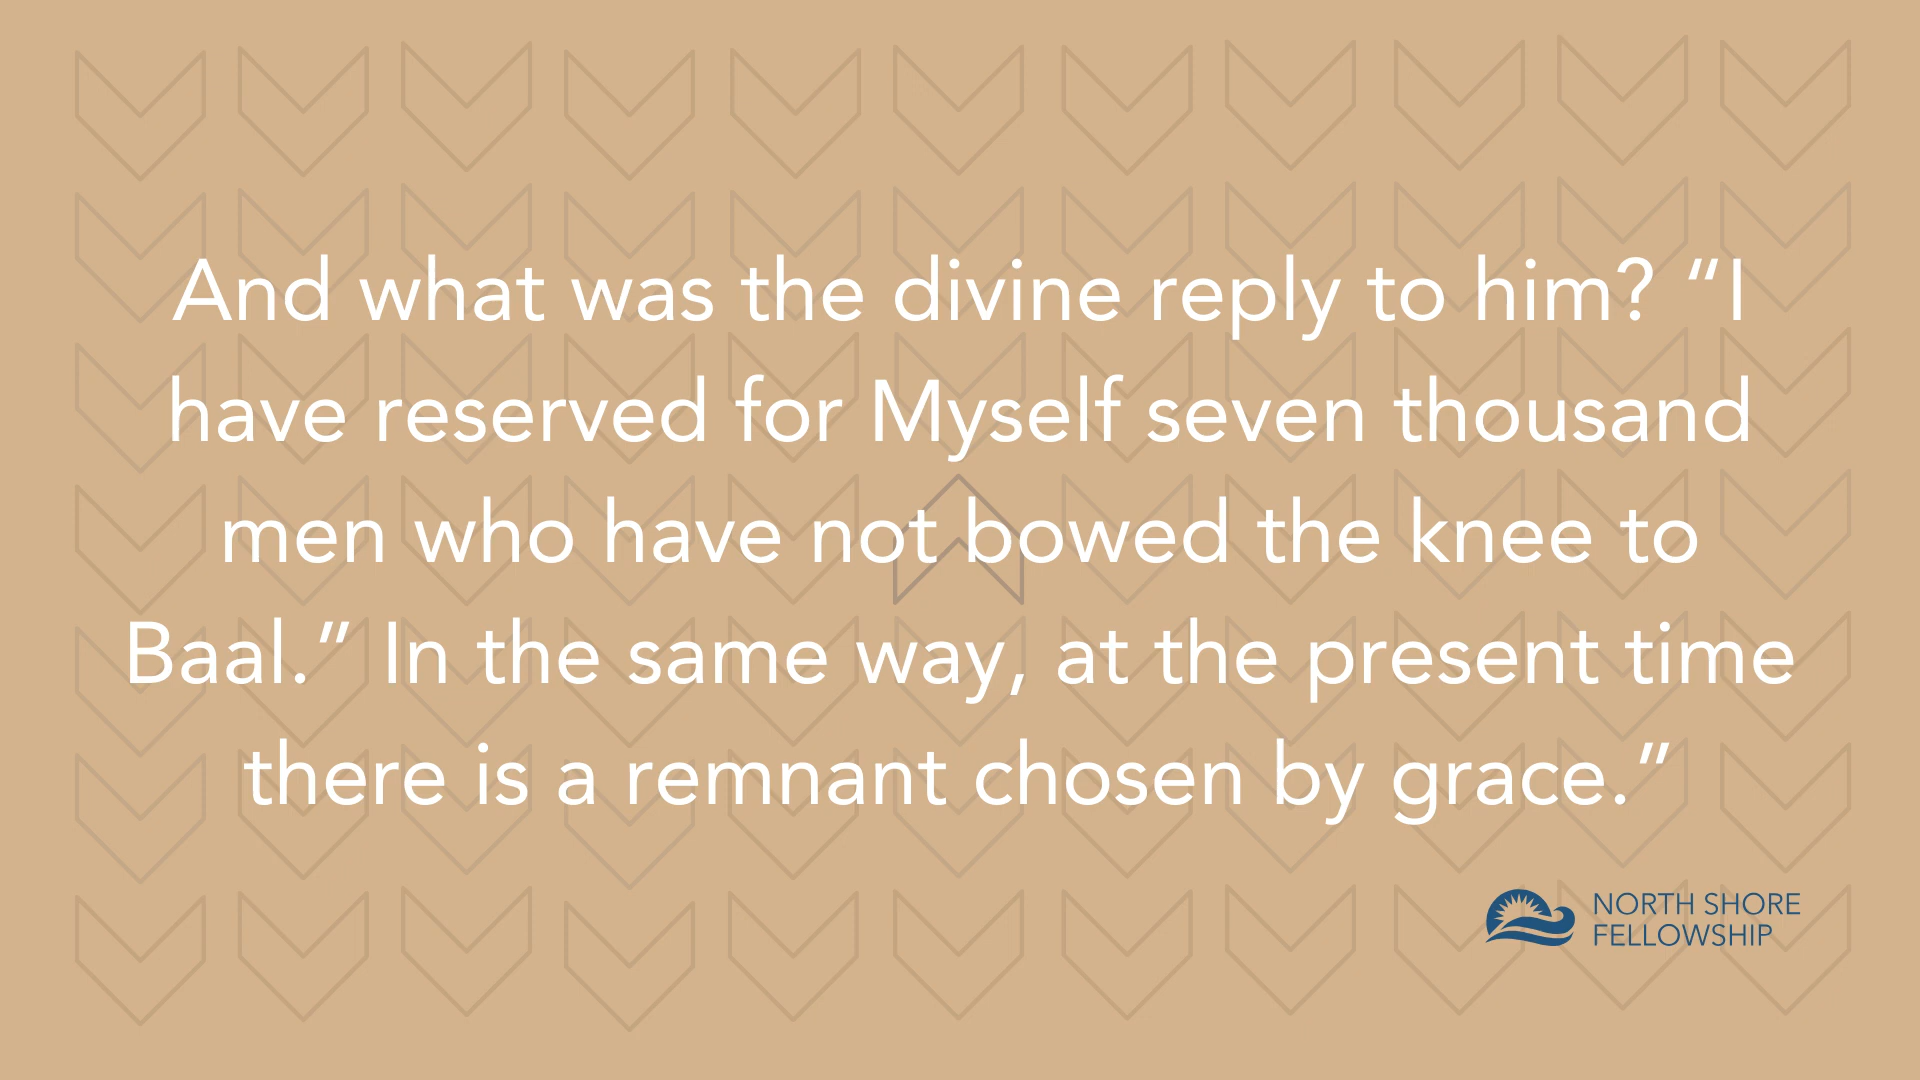 And what was the divine reply to him? “I
have reserved for Myself seven thousand
men who have not bowed the knee to
Baal.” In the same way, at the present time
there is a remnant chosen by grace.”
NORTH SHORE
FELLOWSHIP